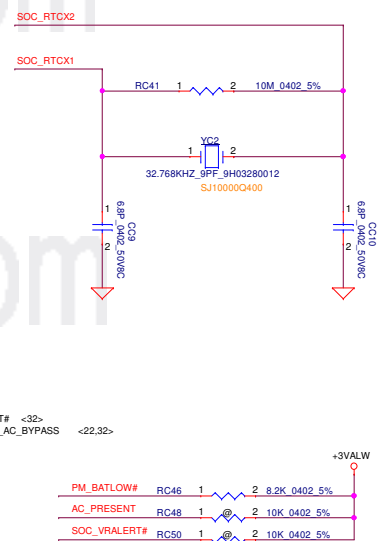 SOC_RTCX2
SOC_RTCX1
RC41 1 2 10M_0402_5%
YC2
1 2
32.768KHZ_9PF_9H03280012
SJ10000Q400
1
2
6.8P_0402_50V8C
CC9
1
2
6.8P_0402_50V8C
CC10
om
T# <32>
_AC_BYPASS <22,32>
+3VALW
PM_BATLOW# RC46 1 2 8.2K_0402_5%
AC_PRESENT RC48 1 @ 2 10K_0402_5%
SOC_VRALERT# RC50 1 @ 2 10K_0402_5%